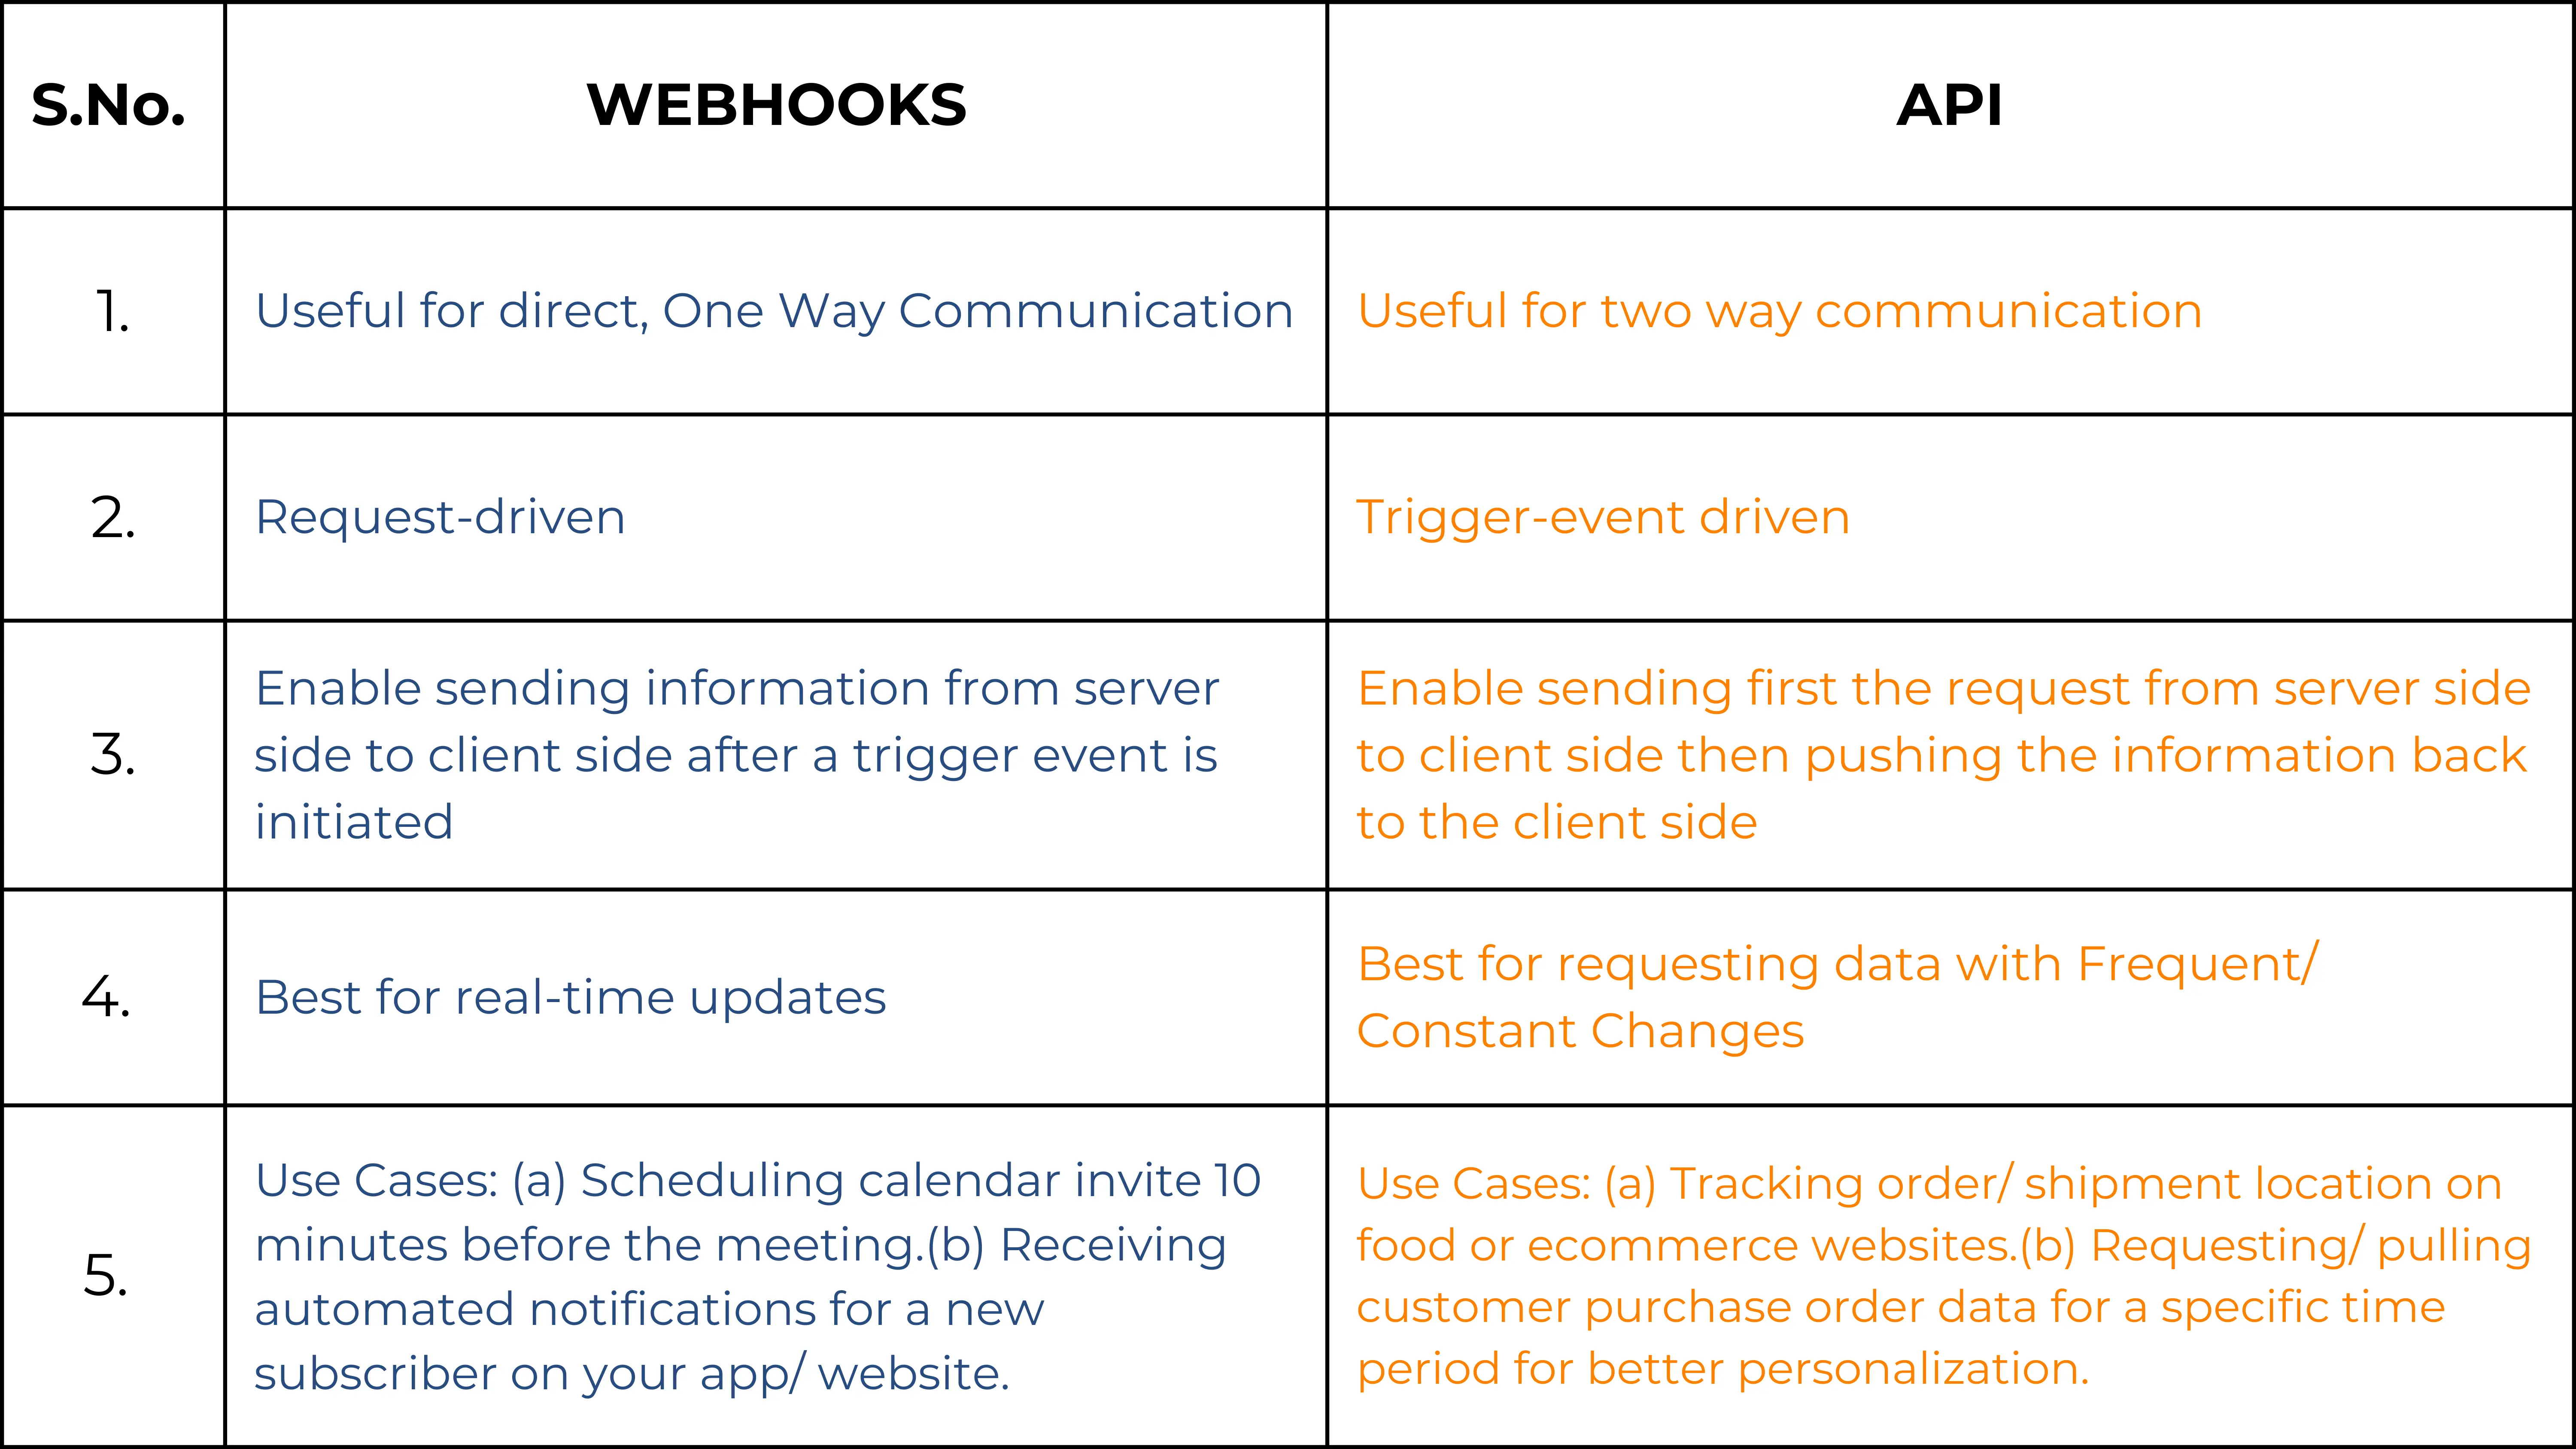 S.No. WEBHOOKS API
1. Useful for direct, One Way Communication Useful for two way communication
2. Request-driven Trigger-event driven
3.
Enable sending information from server
side to client side after a trigger event is
initiated
Enable sending first the request from server side
to client side then pushing the information back
to the client side
4.
Best for real-time updates
Best for requesting data with Frequent/
Constant Changes
5.
Use Cases: (a) Scheduling calendar invite 10
minutes before the meeting.(b) Receiving
automated notifications for a new
subscriber on your app/ website.
Use Cases: (a) Tracking order/ shipment location on
food or ecommerce websites.(b) Requesting/ pulling
customer purchase order data for a specific time
period for better personalization.